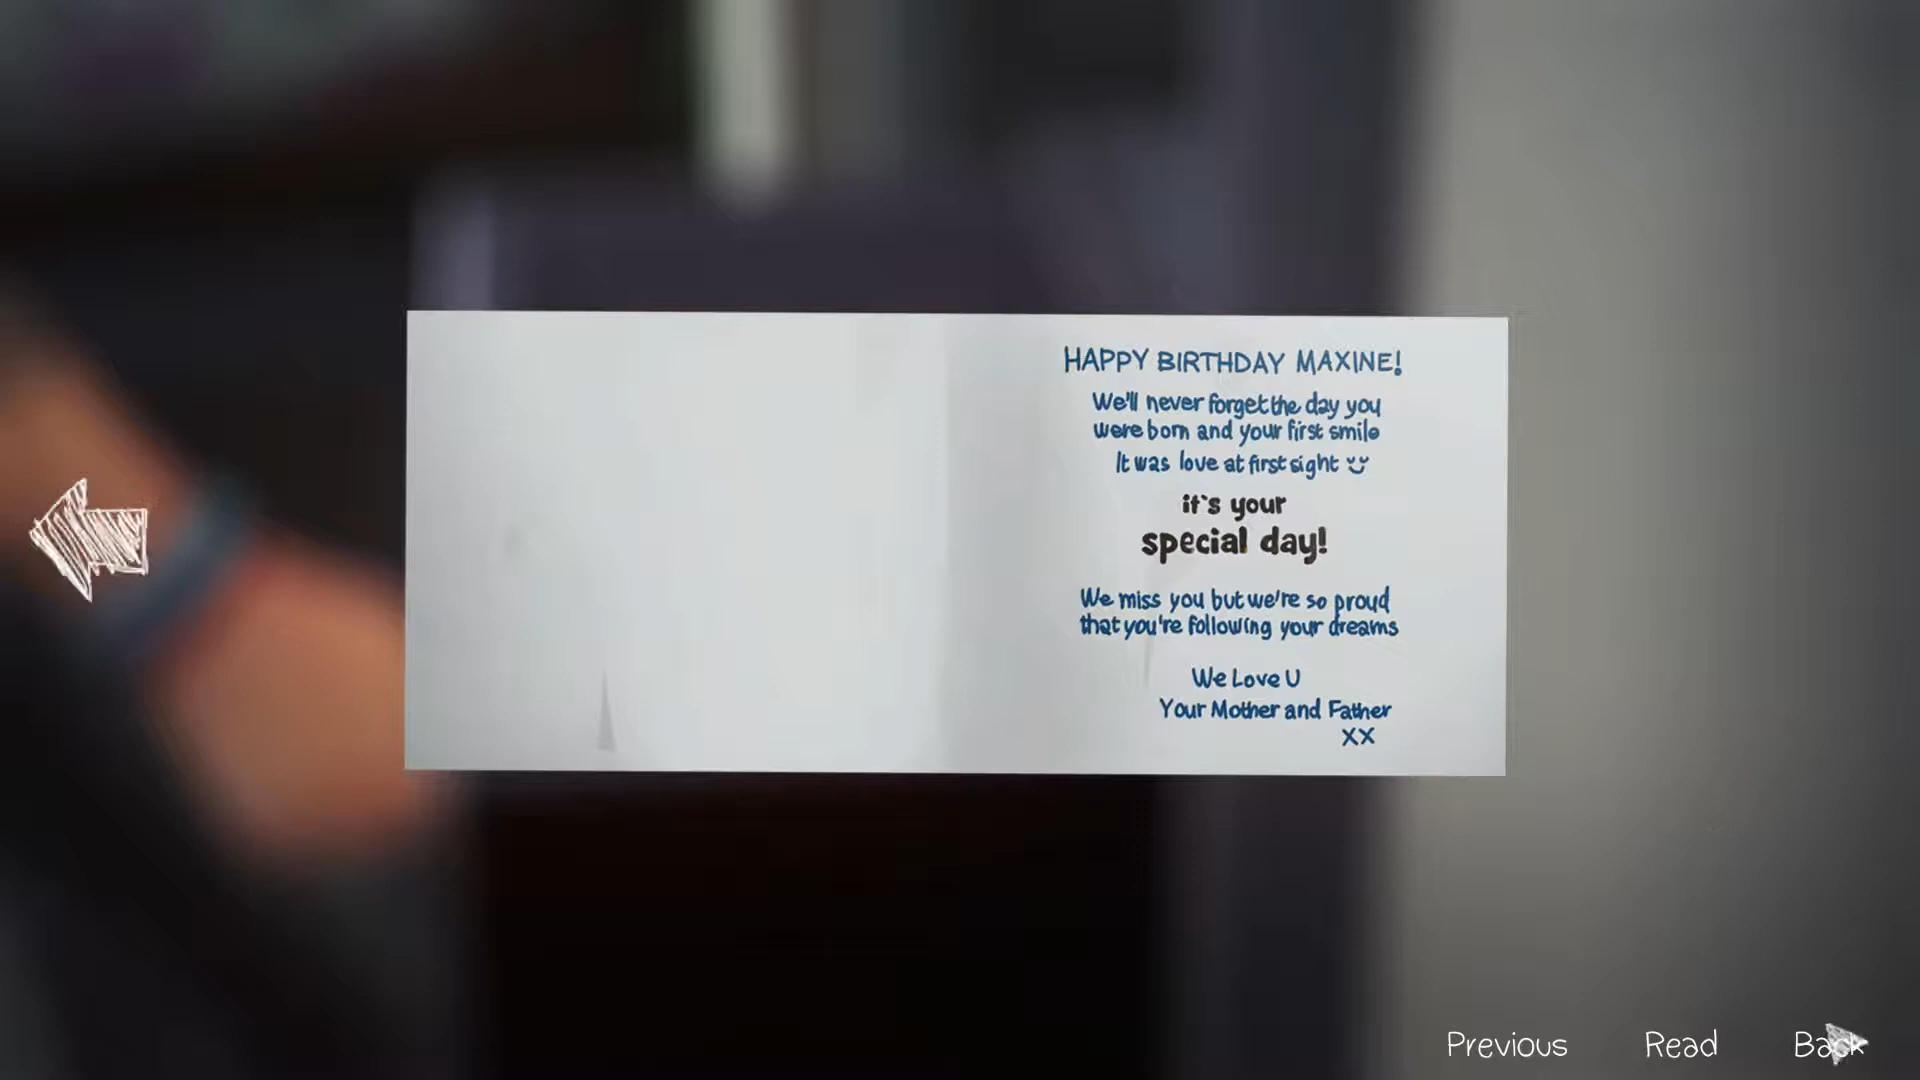 HAPPY BIRTHDAY MAXINE!
We'll never forget the day you
were born and your first smile
It was love at first sight
it's your
special day!
We miss you but we're so proud
that you're following your dreams
We Love U
Your Mother and Father
XX
Previous Read Back